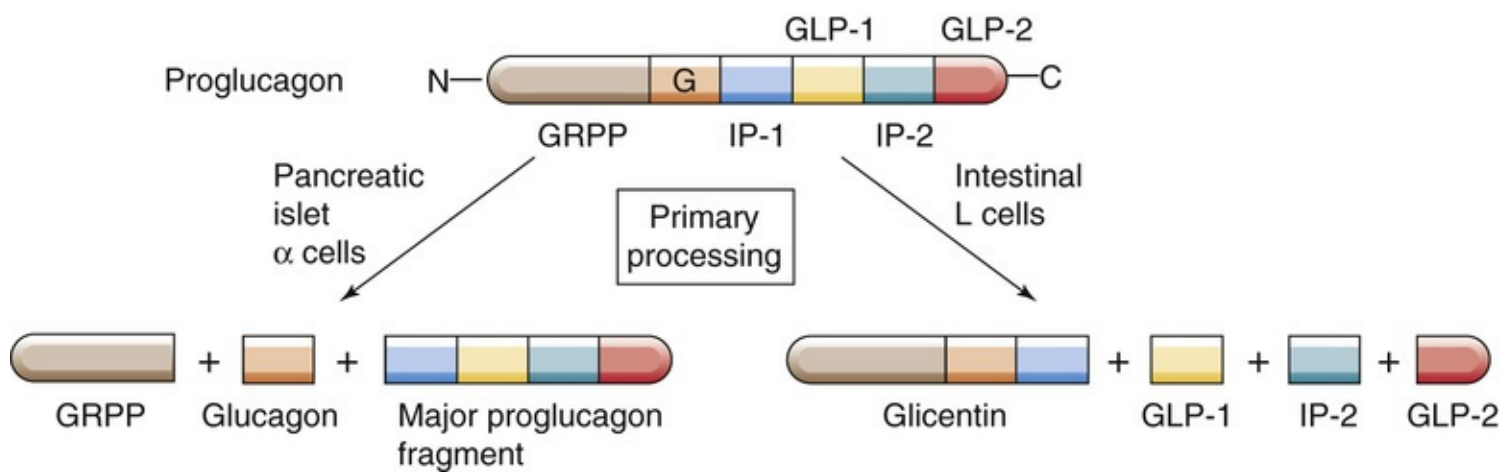 GLP-1 GLP-2
Proglucagon N G C
GRPP IP-1 IP-2
Pancreatic
islet
α cells
Primary
processing
Intestinal
L cells
+ + + + +
GRPP Glucagon Major proglucagon
fragment
Glicentin GLP-1 IP-2 GLP-2